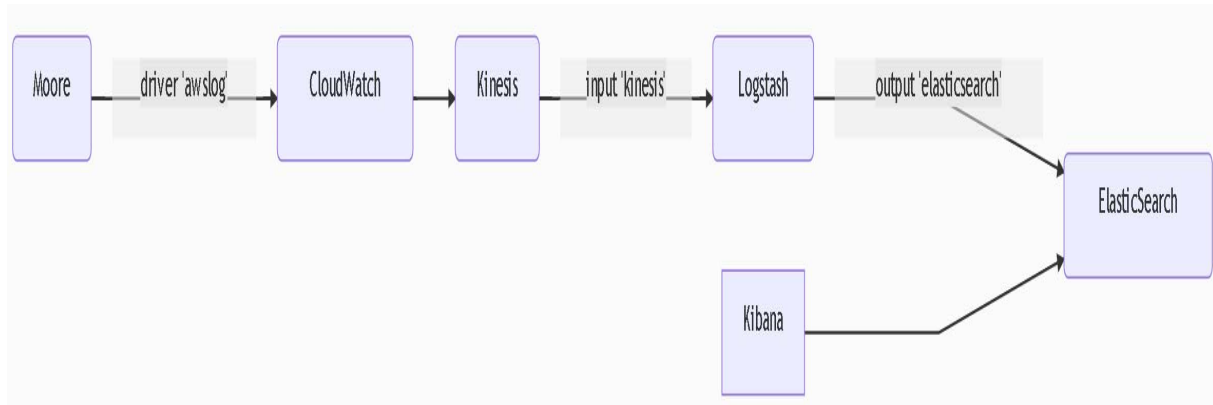 Moore
driver 'awslog'
CloudWatch
Kinesis
input 'kinesis'
Logstash
output 'elasticsearch'
ElasticSearch
Kibana